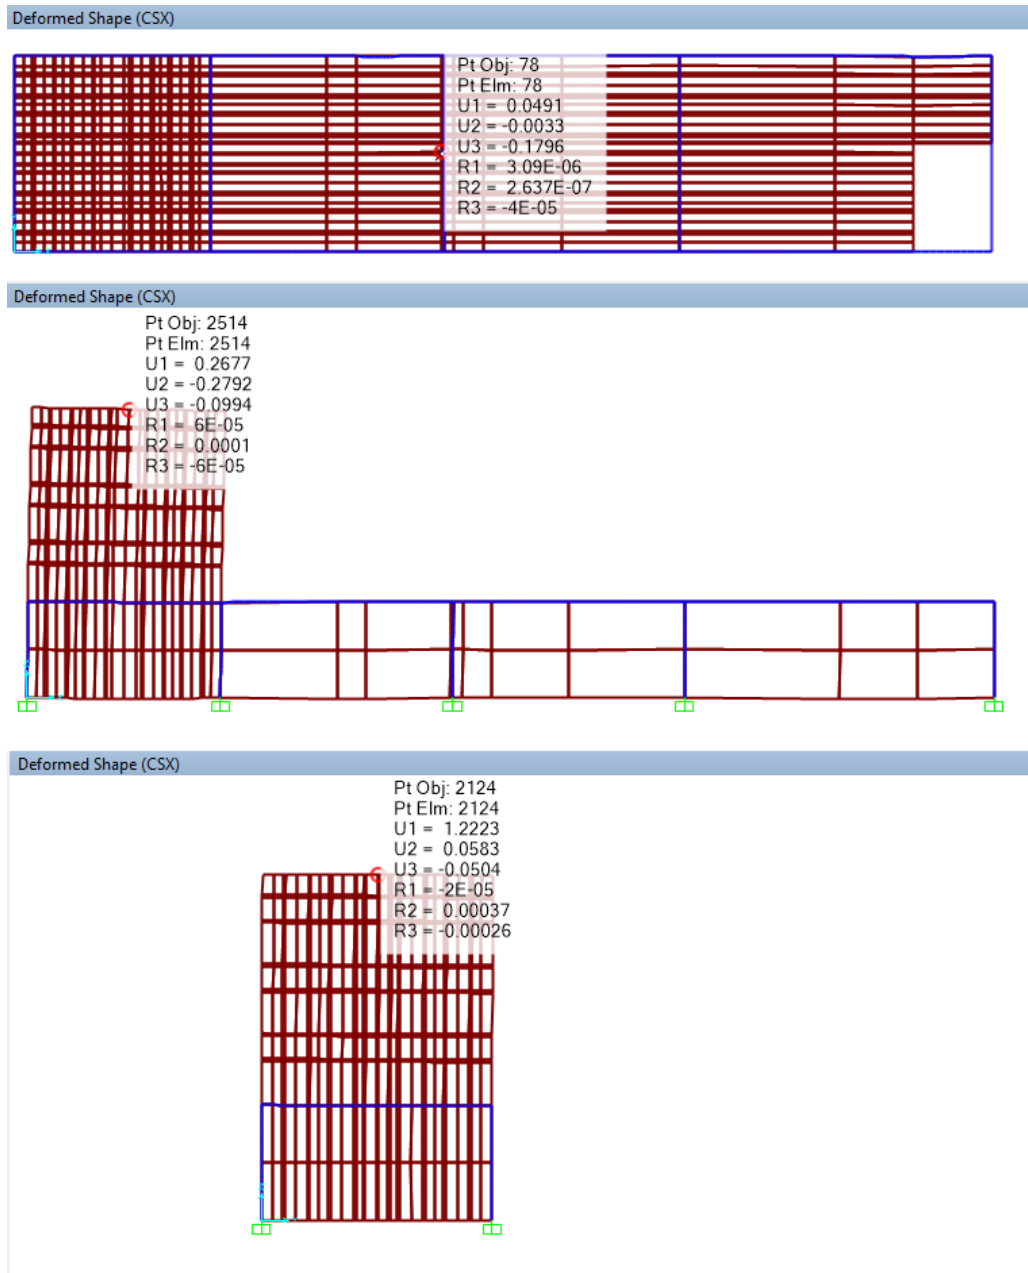 Deformed Shape (CSX)
Pt Obj: 78
Pt Elm: 78
U1 = 0.0491
U2 = -0.0033
U3 = -0.1796
R1 = 3.09E-06
R2 = 2.637E-07
R3 = -4E-05
Deformed Shape (CSX)
Pt Obj: 2514
Pt Elm: 2514
U1 = 0.2677
U2 = -0.2792
U3 = -0.0994
R1 = 6E-05
R2 = 0.0001
R3 = -6E-05
Deformed Shape (CSX)
Pt Obj: 2124
Pt Elm: 2124
U1 = 1.2223
U2 = 0.0583
U3 = -0.0504
R1 = -2E-05
R2 = 0.00037
R3 = -0.00026